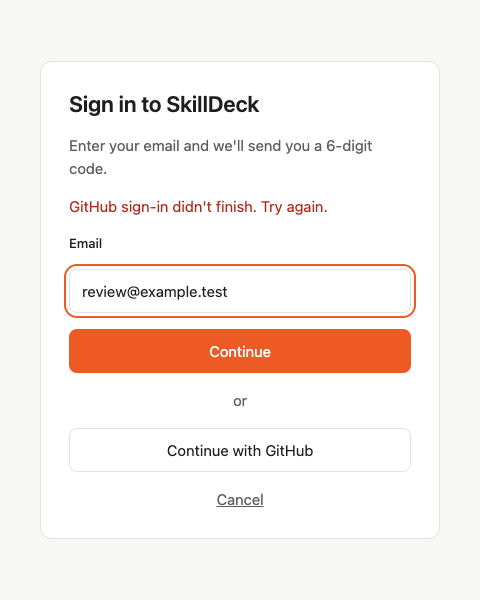 Sign in to SkillDeck
Enter your email and we'll send you a 6-digit
code.
GitHub sign-in didn't finish. Try again.
Email
review@example.test
Continue
or
Continue with GitHub
Cancel